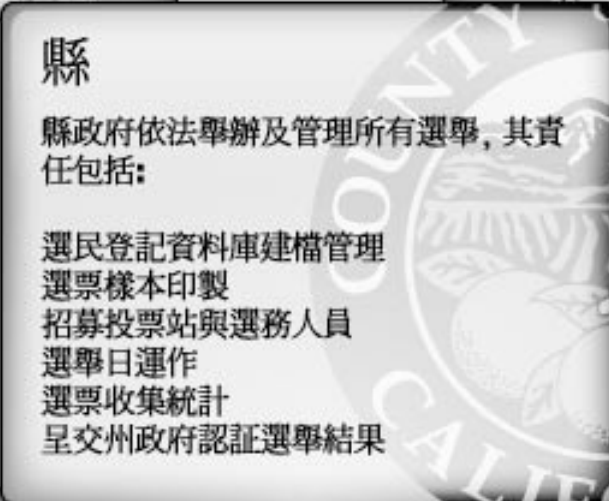 縣
縣政府依法舉辦及管理所有選舉, 其責
任包括:
選民登記資料庫建檔管理
選票樣本印製
招募投票站與選務人員
選舉日運作
選票收集統計
呈交州政府認証選舉結果
COUNTY
CALIF